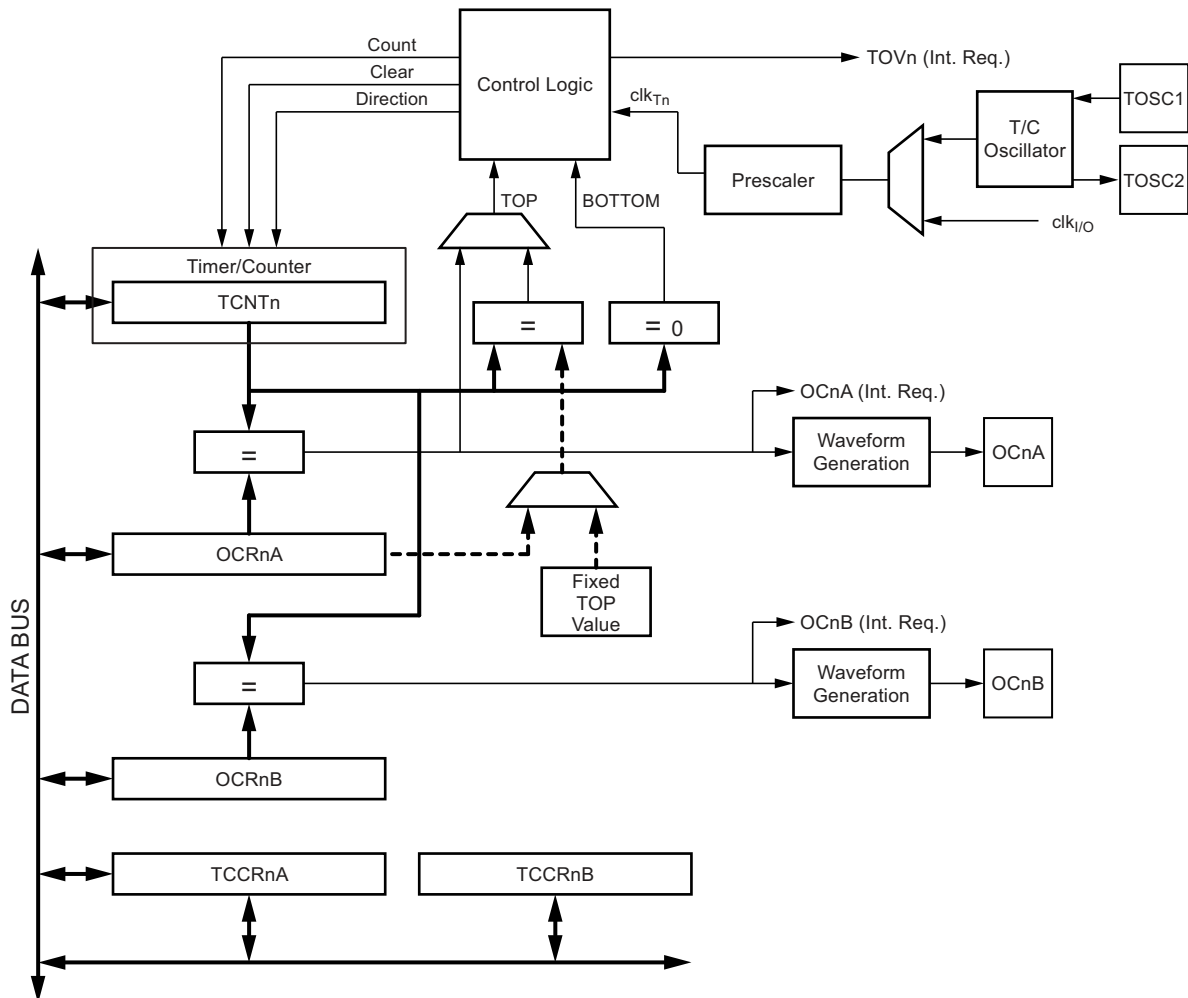 Count
Clear
Direction
Control Logic
TOVn (Int. Req.)
clkTn
TOSC1
T/C
Oscillator
TOSC2
Prescaler
clkI/O
TOP
BOTTOM
Timer/Counter
TCNTn
=
= 0
OCnA (Int. Req.)
=
Waveform
Generation
OCnA
OCRnA
Fixed
TOP
Value
OCnB (Int. Req.)
=
Waveform
Generation
OCnB
DATA BUS
OCRnB
TCCRnA
TCCRnB